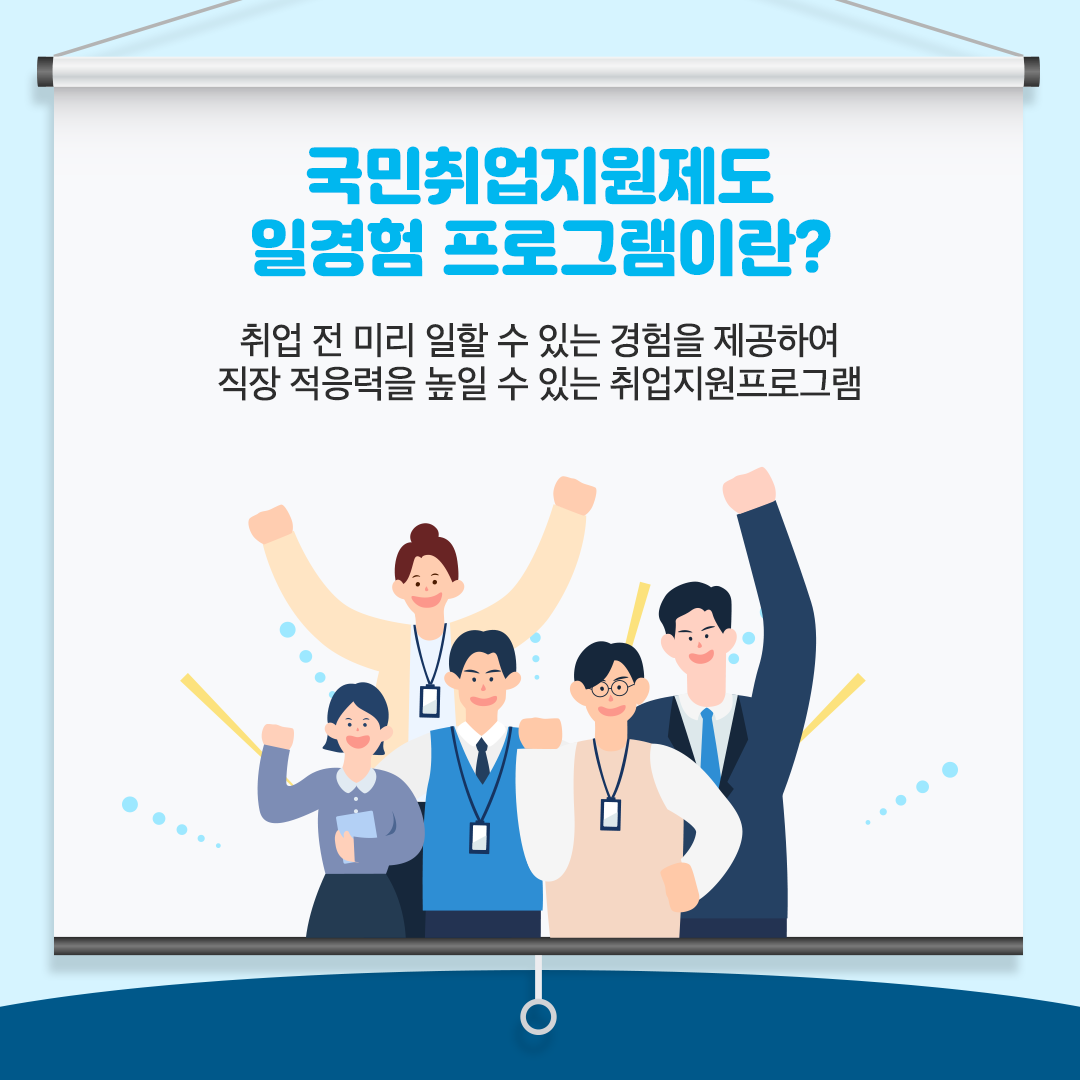 국민취업지원제도
일경험 프로그램이란?
취업 전 미리 일할 수 있는 경험을 제공하여
직장 적응력을 높일 수 있는 취업지원프로그램